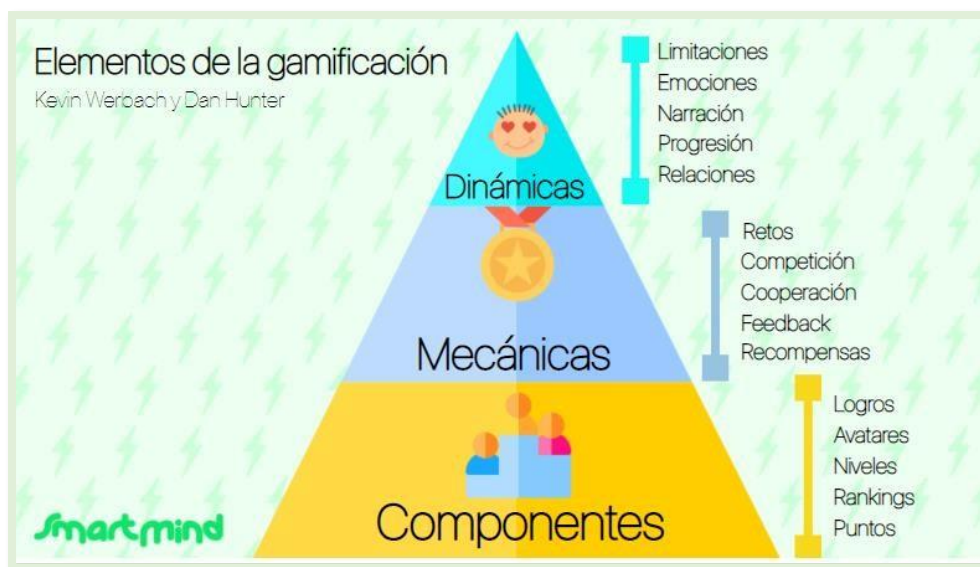 Elementos de la gamificación
Kevin Werbach y Dan Hunter
Dinámicas
Limitaciones
Emociones
Narración
Progresión
Relaciones
Mecánicas
Retos
Competición
Cooperación
Feedback
Recompensas
Componentes
Logros
Avatares
Niveles
Rankings
Puntos
smartmind